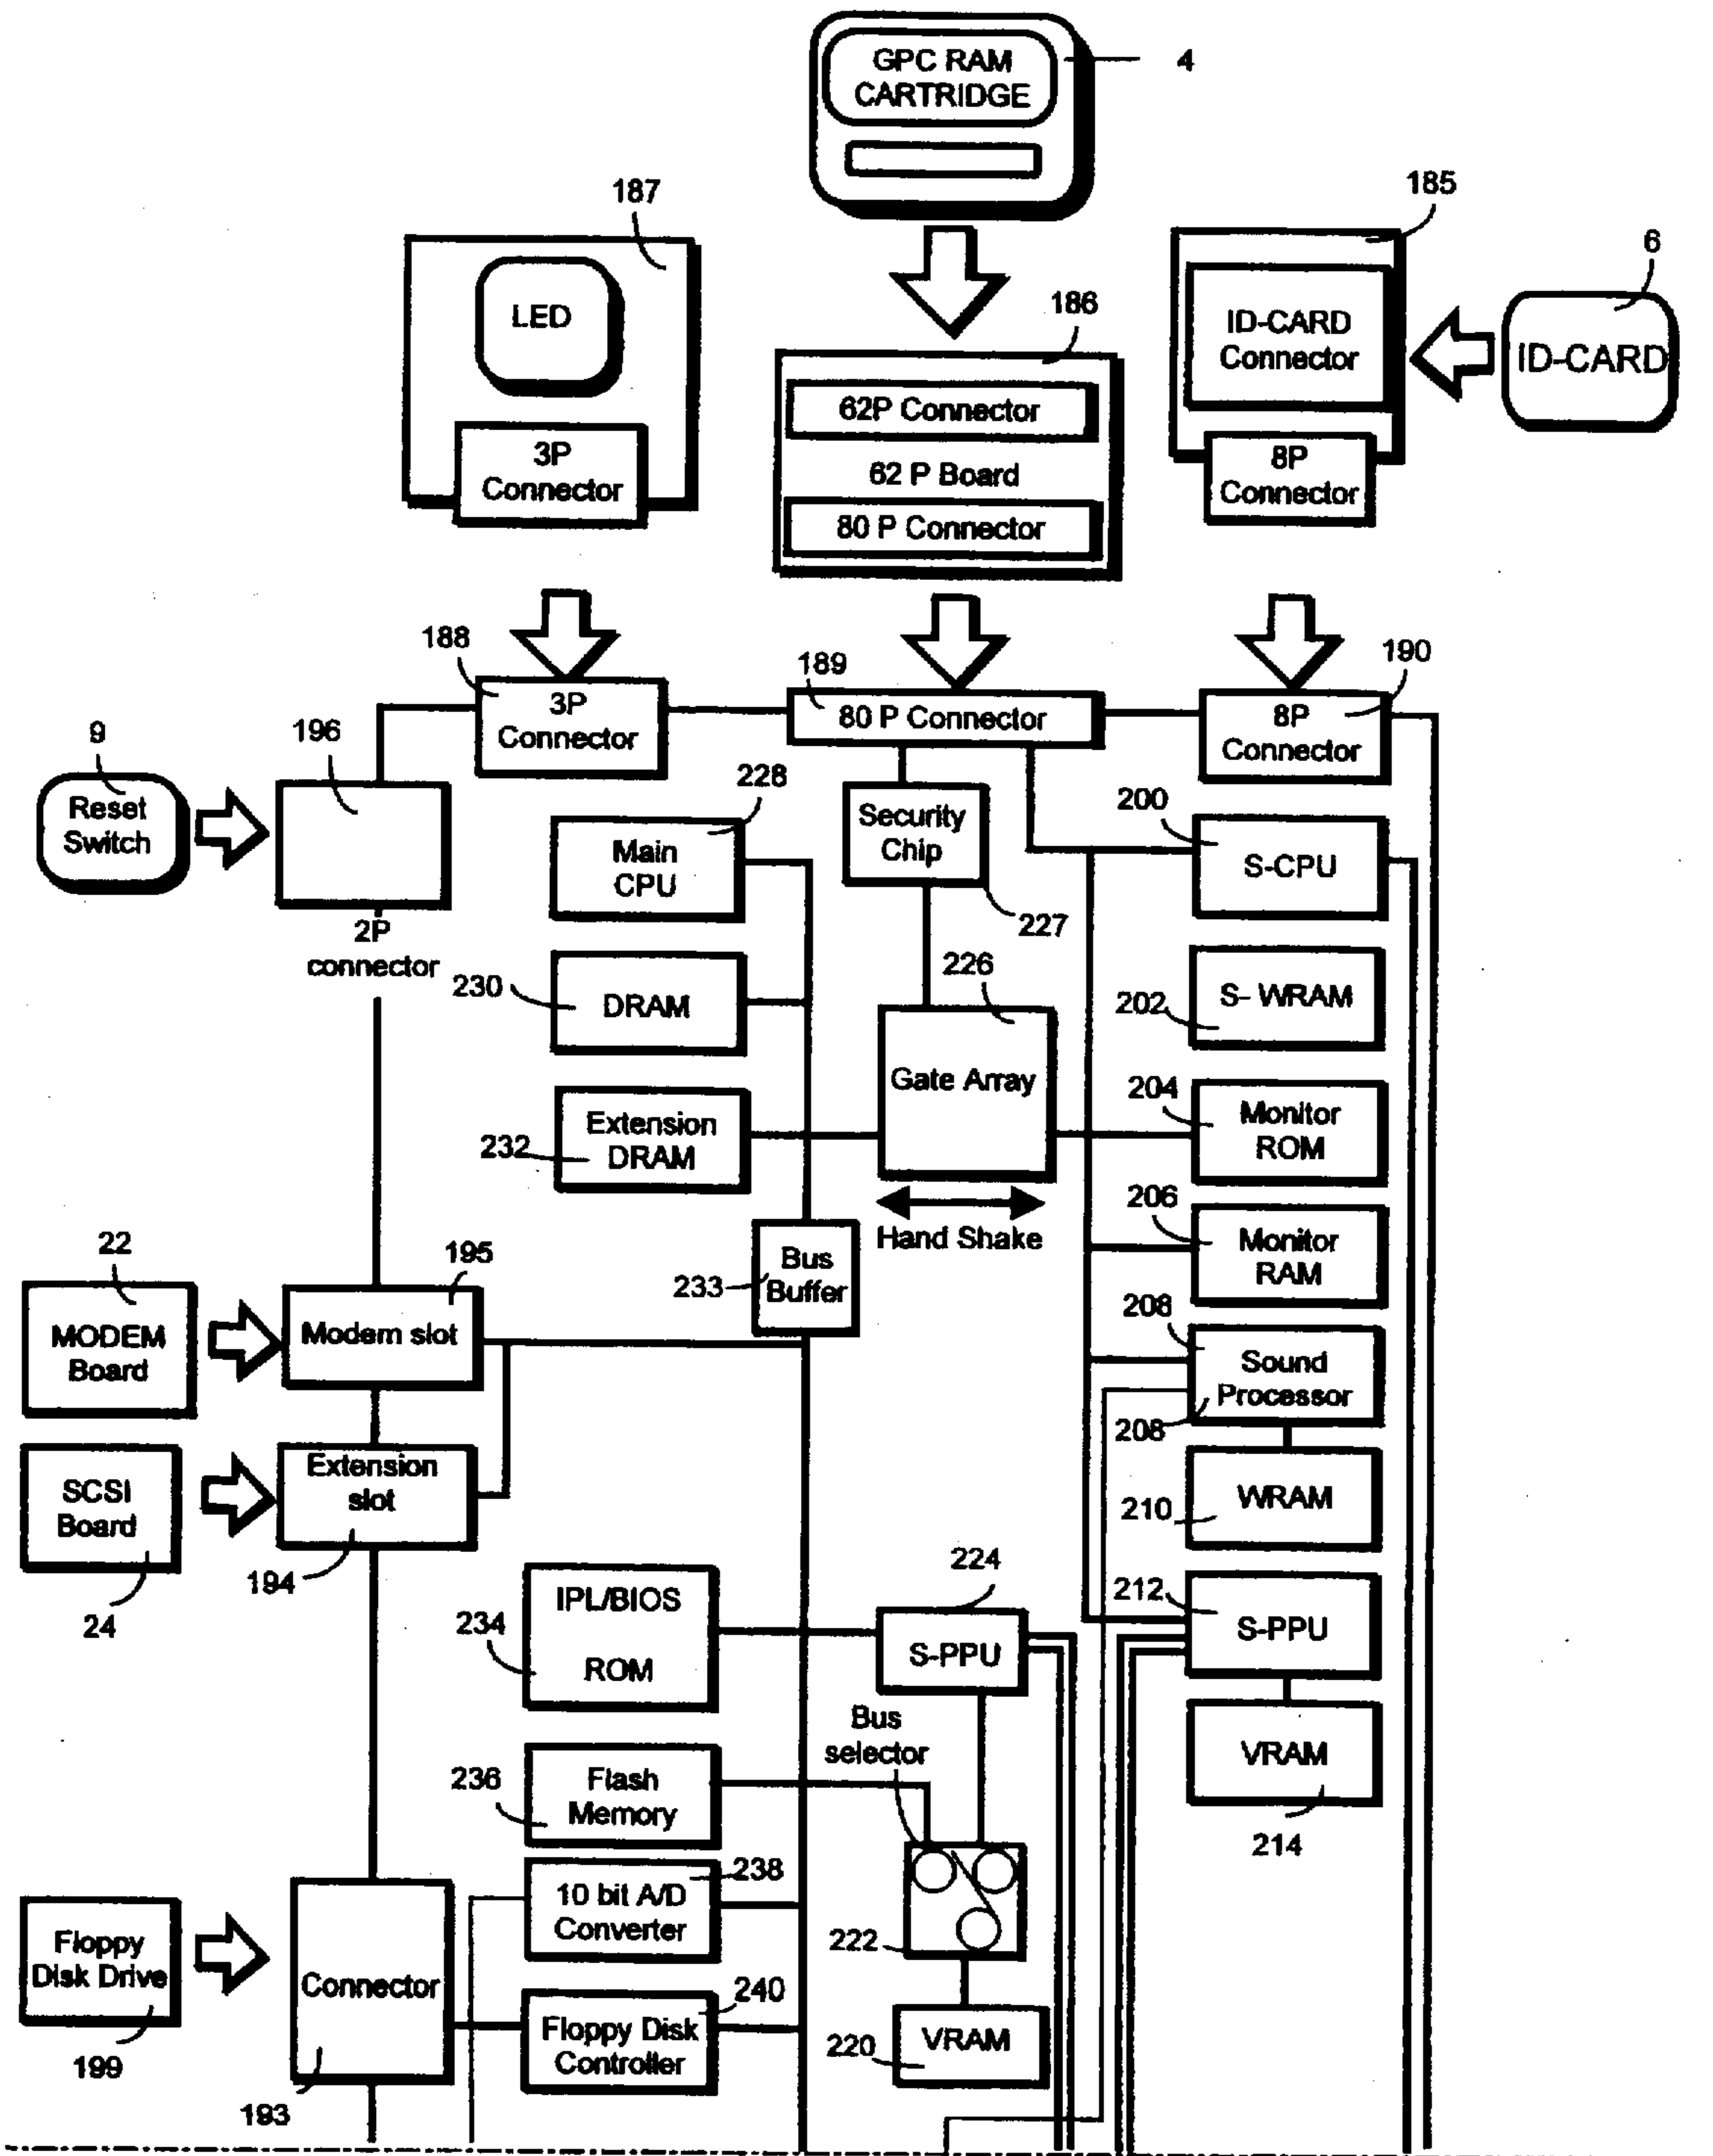 GPC RAM
CARTRIDGE
4
187
LED
3P
Connector
186
62P Connector
62 P Board
80 P Connector
185
ID-CARD
Connector
8P
Connector
6
ID-CARD
188
3P
Connector
189
80 P Connector
190
8P
Connector
9
Reset
Switch
196
2P
connector
228
Main
CPU
Security
Chip
227
200
S-CPU
230
DRAM
226
Gate Array
202
S- WRAM
232
Extension
DRAM
204
Monitor
ROM
Hand Shake
206
Monitor
RAM
22
MODEM
Board
195
Modem slot
233
Bus
Buffer
208
Sound
Processor
208
SCSI
Board
24
Extension
slot
194
210
WRAM
234
IPL/BIOS
ROM
224
S-PPU
212
S-PPU
Bus
selector
VRAM
214
236
Flash
Memory
238
10 bit A/D
Converter
222
Floppy
Disk Drive
199
Connector
193
240
Floppy Disk
Controller
220
VRAM